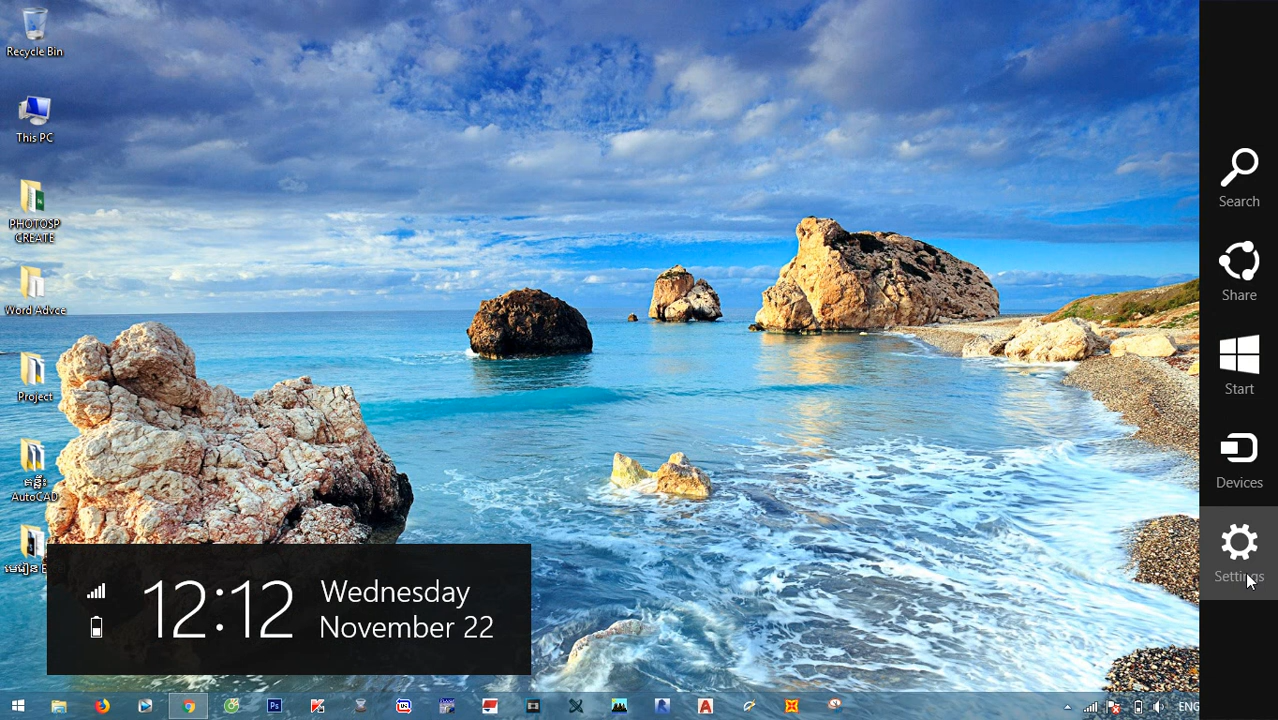 Recycle Bin
This PC
PHOTOSP
CREATE
Word Advce
Project
AutoCAD
12:12
Wednesday
November 22
Search
Share
Start
Devices
Settings
Ps
A
ENG